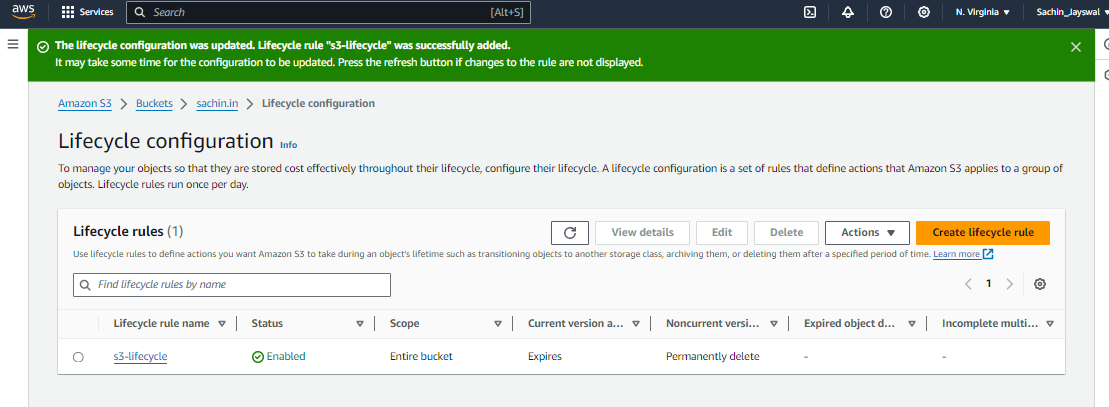 aws Services Search [Alt+S] N. Virginia Sachin_Jayswal
The lifecycle configuration was updated. Lifecycle rule "s3-lifecycle" was successfully added.
It may take some time for the configuration to be updated. Press the refresh button if changes to the rule are not displayed.
Amazon S3 > Buckets > sachin.in > Lifecycle configuration
Lifecycle configuration Info
To manage your objects so that they are stored cost effectively throughout their lifecycle, configure their lifecycle. A lifecycle configuration is a set of rules that define actions that Amazon S3 applies to a group of
objects. Lifecycle rules run once per day.
Lifecycle rules (1) View details Edit Delete Actions Create lifecycle rule
Use lifecycle rules to define actions you want Amazon S3 to take during an object's lifetime such as transitioning objects to another storage class, archiving them, or deleting them after a specified period of time. Learn more
Find lifecycle rules by name 1
Lifecycle rule name Status Scope Current version a... Noncurrent versi... Expired object d... Incomplete multi...
s3-lifecycle Enabled Entire bucket Expires Permanently delete - -